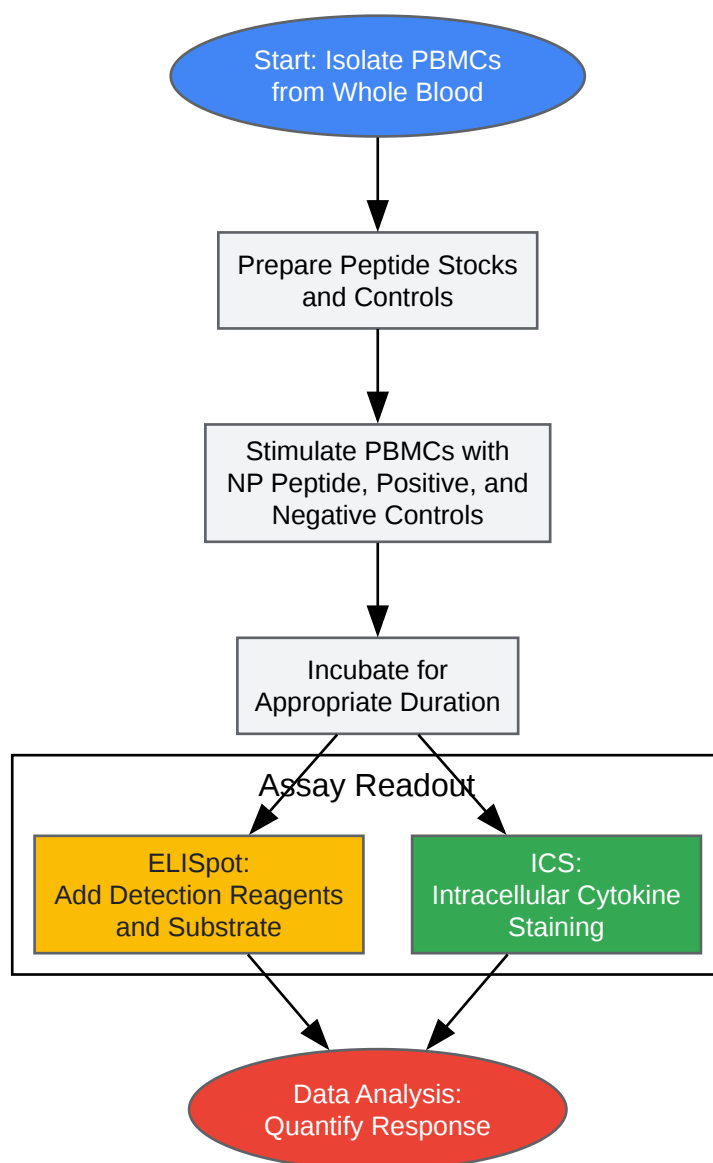 Start: Isolate PBMCs
from Whole Blood
Prepare Peptide Stocks
and Controls
Stimulate PBMCs with
NP Peptide, Positive, and
Negative Controls
Incubate for
Appropriate Duration
Assay Readout
ELISpot:
Add Detection Reagents
and Substrate
ICS:
Intracellular Cytokine
Staining
Data Analysis:
Quantify Response